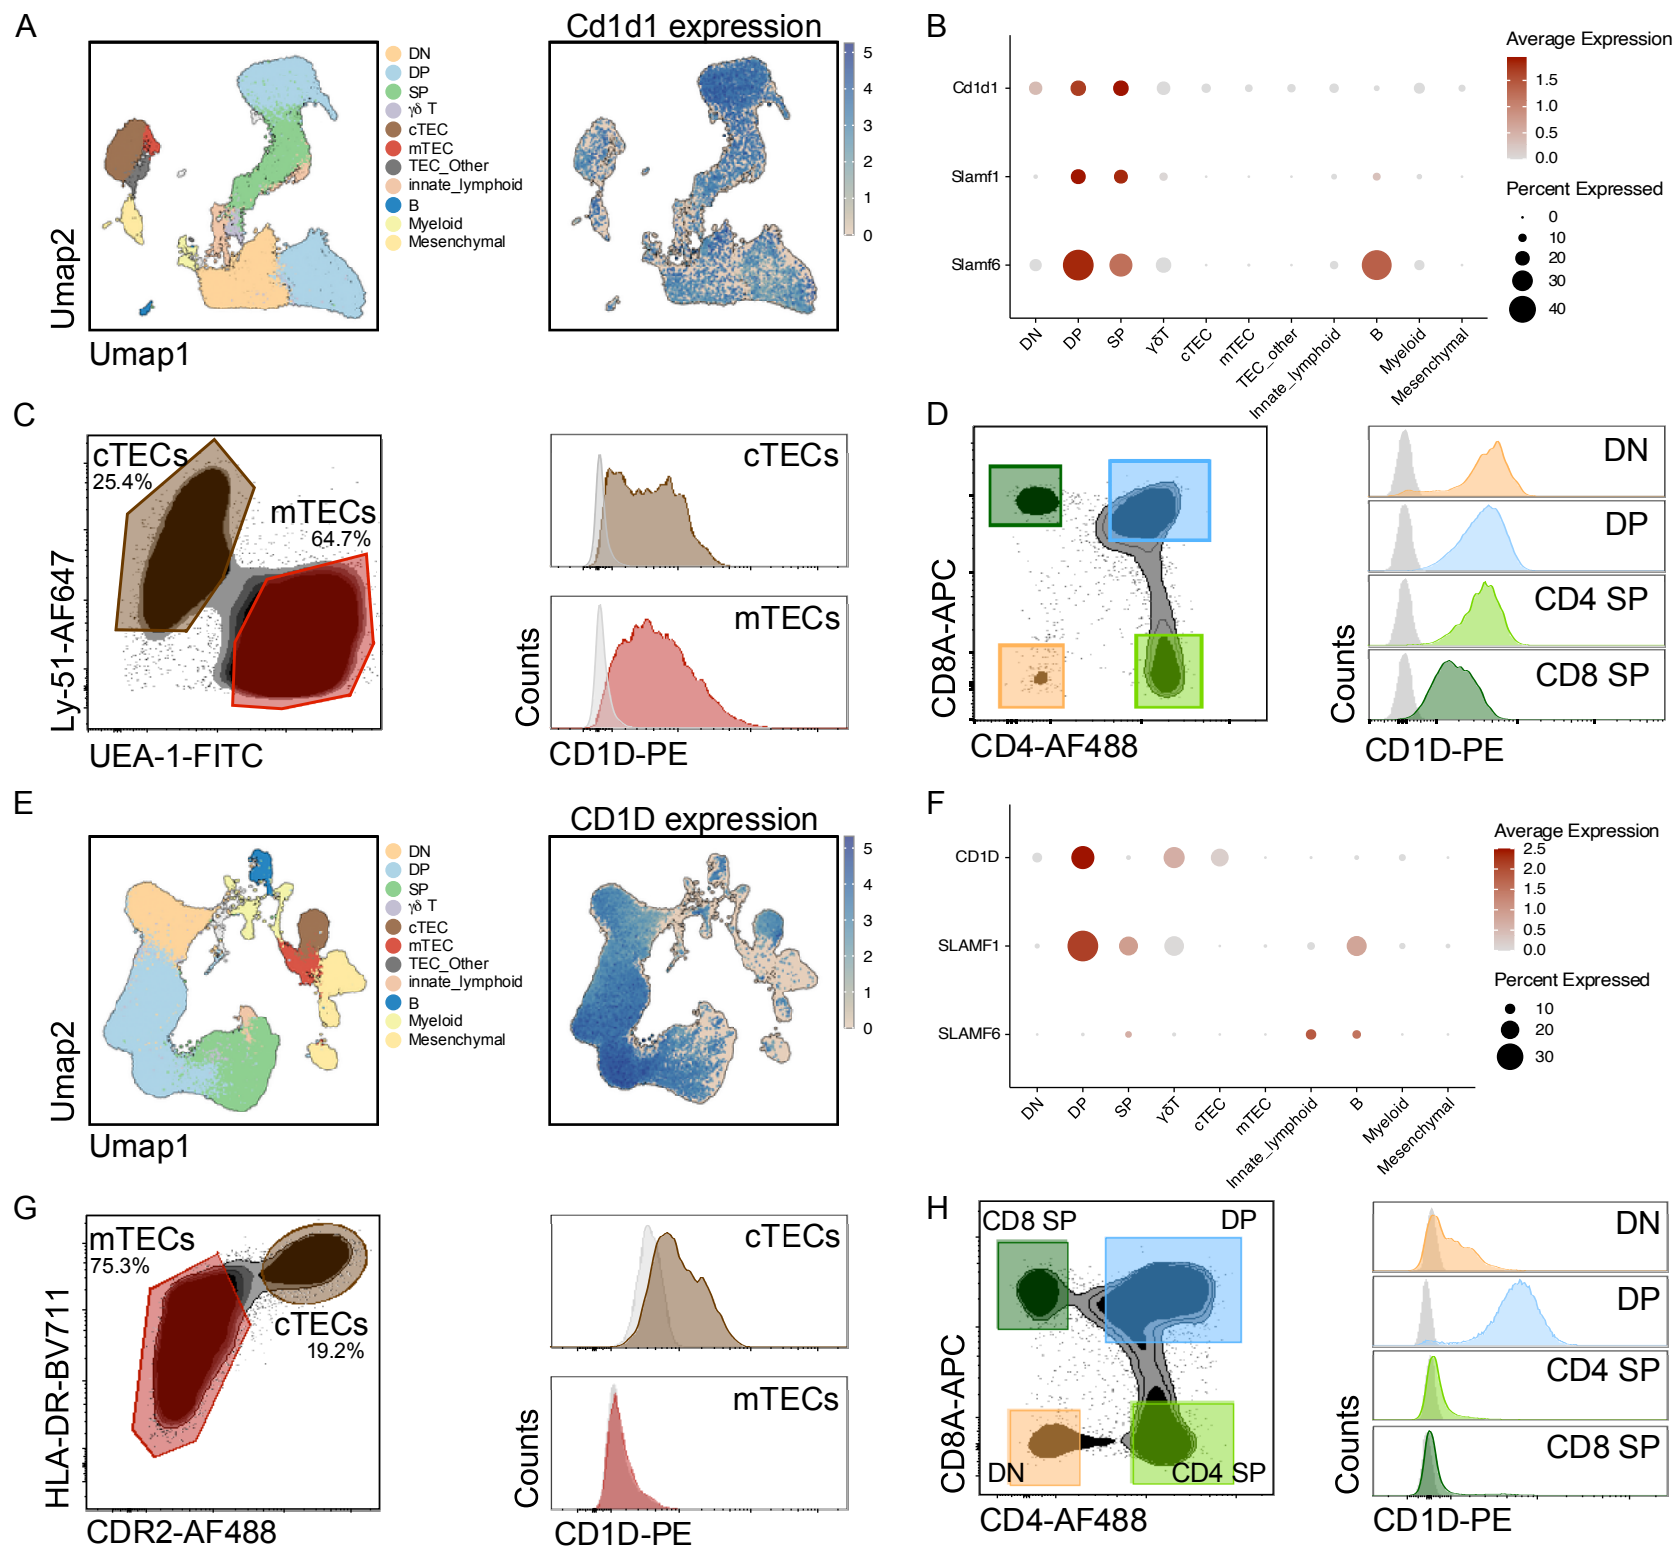 A
Cd1d1 expression
DN
DP
SP
γδ T
cTEC
mTEC
TEC_Other
innate_lymphoid
B
Myeloid
Mesenchymal
5
4
3
2
1
0
Umap2
Umap1
B
Cd1d1
Slamf1
Slamf6
DN
DP
SP
γδT
cTEC
mTEC
TEC_other
Innate_lymphoid
B
Myeloid
Mesenchymal
Average Expression
1.5
1.0
0.5
0.0
Percent Expressed
0
10
20
30
40
C
cTECs
25.4%
mTECs
64.7%
Ly-51-AF647
UEA-1-FITC
cTECs
mTECs
Counts
CD1D-PE
D
CD8A-APC
CD4-AF488
DN
DP
CD4 SP
CD8 SP
Counts
CD1D-PE
E
CD1D expression
DN
DP
SP
γδ T
cTEC
mTEC
TEC_Other
innate_lymphoid
B
Myeloid
Mesenchymal
5
4
3
2
1
0
Umap2
Umap1
F
CD1D
SLAMF1
SLAMF6
DN
DP
SP
γδT
cTEC
mTEC
Innate_lymphoid
B
Myeloid
Mesenchymal
Average Expression
2.5
2.0
1.5
1.0
0.5
0.0
Percent Expressed
10
20
30
G
mTECs
75.3%
cTECs
19.2%
HLA-DR-BV711
CDR2-AF488
cTECs
mTECs
Counts
CD1D-PE
H
CD8 SP
DP
DN
CD4 SP
CD8A-APC
CD4-AF488
DN
DP
CD4 SP
CD8 SP
Counts
CD1D-PE